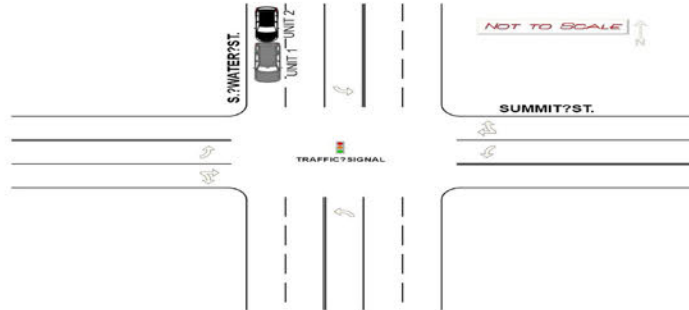 S.?WATER?ST.
UNIT 1
UNIT 2
NOT TO SCALE
N
SUMMIT?ST.
TRAFFIC?SIGNAL